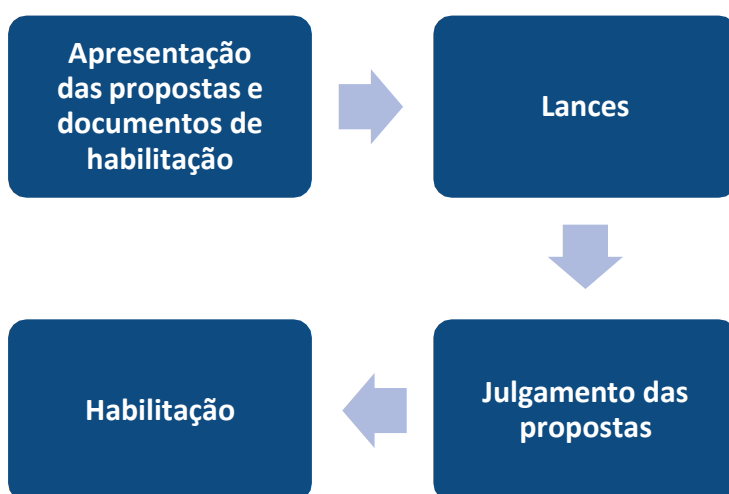 Apresentação
das propostas e
documentos de
habilitação
Lances
Julgamento das
propostas
Habilitação